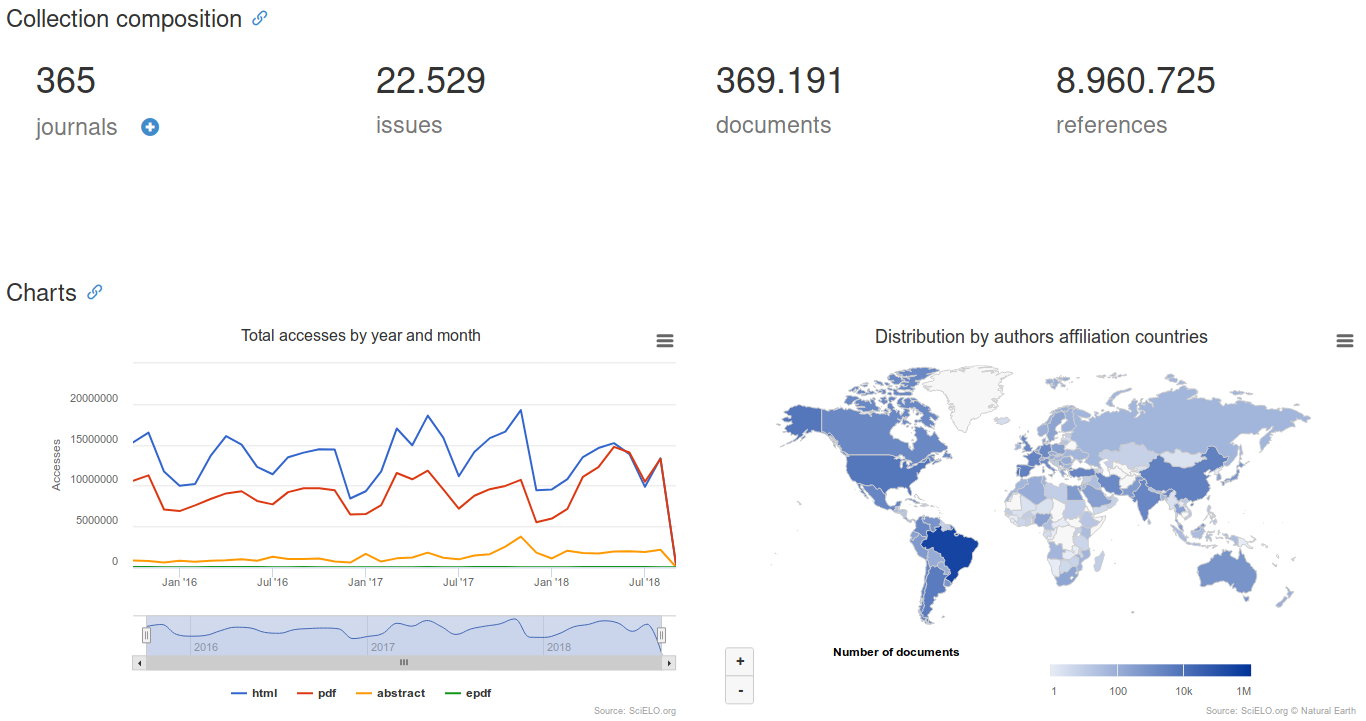 Collection composition
365
journals
22.529
issues
369.191
documents
8.960.725
references
Charts
Total accesses by year and month
Accesses
20000000
15000000
10000000
5000000
0
Jan '16
Jul '16
Jan '17
Jul '17
Jan '18
Jul '18
2016
2017
2018
html
pdf
abstract
epdf
Source: SciELO.org
Distribution by authors affiliation countries
+
-
Number of documents
1
100
10k
1M
Source: SciELO.org © Natural Earth